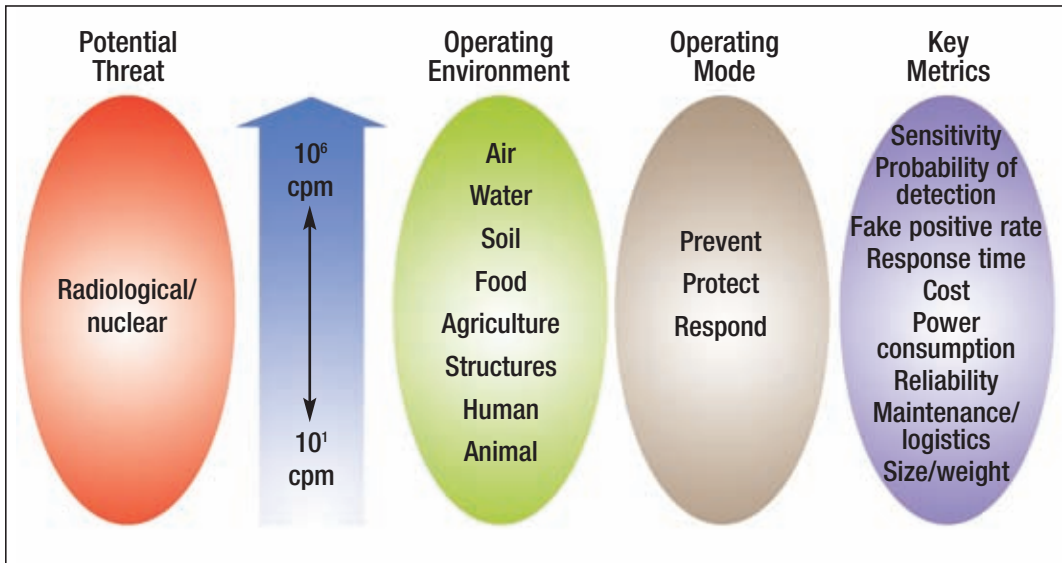 Potential
Threat
Radiological/
nuclear
10⁶
cpm
10¹
cpm
Operating
Environment
Air
Water
Soil
Food
Agriculture
Structures
Human
Animal
Operating
Mode
Prevent
Protect
Respond
Key
Metrics
Sensitivity
Probability of
detection
Fake positive rate
Response time
Cost
Power
consumption
Reliability
Maintenance/
logistics
Size/weight